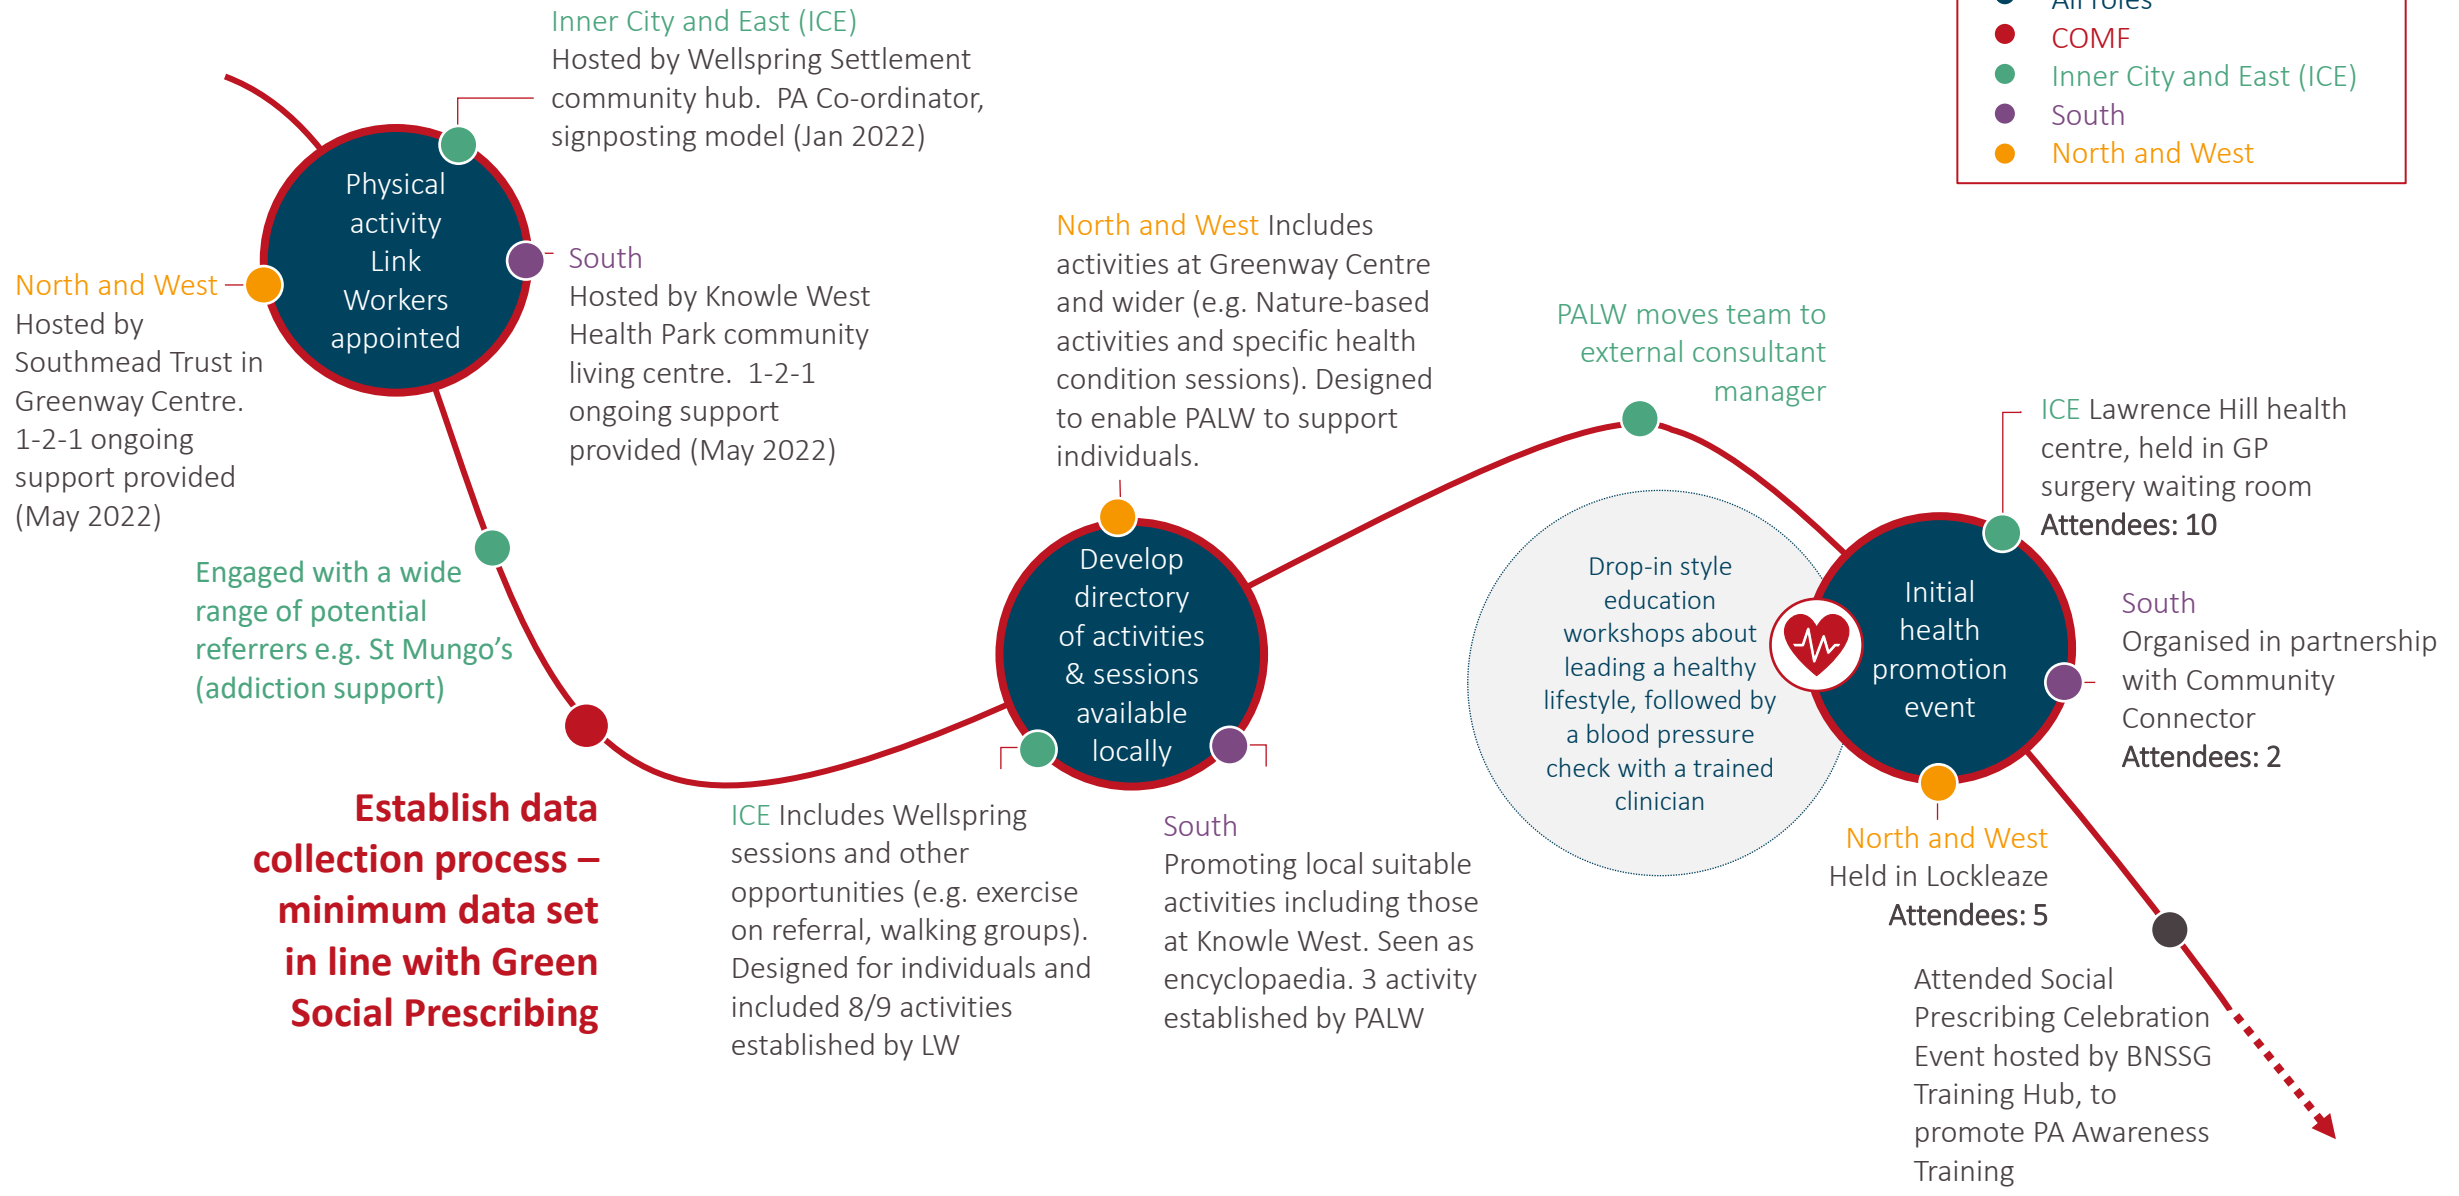 Inner City and East (ICE)
Hosted by Wellspring Settlement
community hub.  PA Co-ordinator,
signposting model (Jan 2022)
All roles
COMF
Inner City and East (ICE)
South
North and West
Physical
activity
Link
Workers
appointed
North and West
Hosted by
Southmead Trust in
Greenway Centre.
1-2-1 ongoing
support provided
(May 2022)
South
Hosted by Knowle West
Health Park community
living centre.  1-2-1
ongoing support
provided (May 2022)
Engaged with a wide
range of potential
referrers e.g. St Mungo’s
(addiction support)
Establish data
collection process –
minimum data set
in line with Green
Social Prescribing
North and West Includes
activities at Greenway Centre
and wider (e.g. Nature-based
activities and specific health
condition sessions). Designed
to enable PALW to support
individuals.
Develop
directory
of activities
& sessions
available
locally
ICE Includes Wellspring
sessions and other
opportunities (e.g. exercise
on referral, walking groups).
Designed for individuals and
included 8/9 activities
established by LW
South
Promoting local suitable
activities including those
at Knowle West. Seen as
encyclopaedia. 3 activity
established by PALW
PALW moves team to
external consultant
manager
Drop-in style
education
workshops about
leading a healthy
lifestyle, followed by
a blood pressure
check with a trained
clinician
Initial
health
promotion
event
ICE Lawrence Hill health
centre, held in GP
surgery waiting room
Attendees: 10
South
Organised in partnership
with Community
Connector
Attendees: 2
North and West
Held in Lockleaze
Attendees: 5
Attended Social
Prescribing Celebration
Event hosted by BNSSG
Training Hub, to
promote PA Awareness
Training